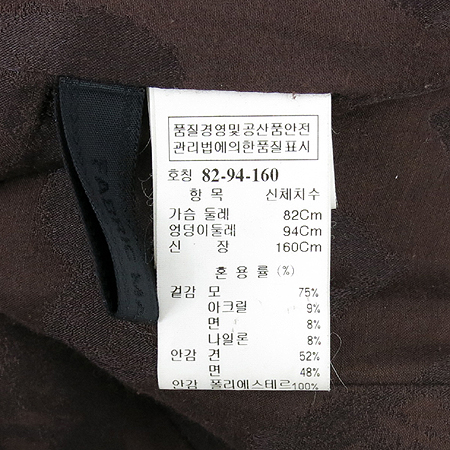 품질경영및공산품안전
관리법에의한품질표시
호칭 82-94-160
항 목 신체치수
가슴 둘레 82Cm
엉덩이둘레 94Cm
신 장 160Cm
혼 용 률 (%)
겉감 모 75%
아크릴 9%
면 8%
나일론 8%
안감 견 52%
면 48%
안감 폴리에스테르100%
FABRIC